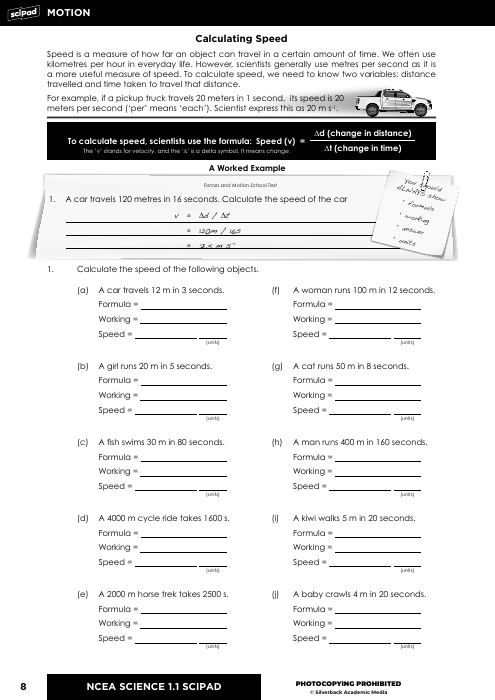 scipad MOTION
Calculating Speed
Speed is a measure of how far an object can travel in a certain amount of time. We often use
kilometres per hour in everyday life. However, scientists generally use metres per second as it is
a more useful measure of speed. To calculate speed, we need to know two variables: distance
travelled and time taken to travel that distance.
For example, if a pickup truck travels 20 meters in 1 second, its speed is 20
meters per second ('per' means 'each'). Scientist express this as 20 m s⁻¹.
To calculate speed, scientists use the formula: Speed (v) = Δd (change in distance)
Δt (change in time)
The 'v' stands for velocity, and the 'Δ' is a delta symbol. It means change.
A Worked Example
Forces and Motion School Test
1. A car travels 120 metres in 16 seconds. Calculate the speed of the car
v = Δd / Δt
= 120m / 16s
= 7.5 m s⁻¹
You should
ALWAYS show
• formula
• working
• answer
• units
1. Calculate the speed of the following objects.
(a) A car travels 12 m in 3 seconds.
Formula =
Working =
Speed =
(units)
(b) A girl runs 20 m in 5 seconds.
Formula =
Working =
Speed =
(units)
(c) A fish swims 30 m in 80 seconds.
Formula =
Working =
Speed =
(units)
(d) A 4000 m cycle ride takes 1600 s.
Formula =
Working =
Speed =
(units)
(e) A 2000 m horse trek takes 2500 s.
Formula =
Working =
Speed =
(units)
(f) A woman runs 100 m in 12 seconds.
Formula =
Working =
Speed =
(units)
(g) A cat runs 50 m in 8 seconds.
Formula =
Working =
Speed =
(units)
(h) A man runs 400 m in 160 seconds.
Formula =
Working =
Speed =
(units)
(i) A kiwi walks 5 m in 20 seconds.
Formula =
Working =
Speed =
(units)
(j) A baby crawls 4 m in 20 seconds.
Formula =
Working =
Speed =
(units)
8 NCEA SCIENCE 1.1 SCIPAD
PHOTOCOPYING PROHIBITED
© Silverback Academic Media